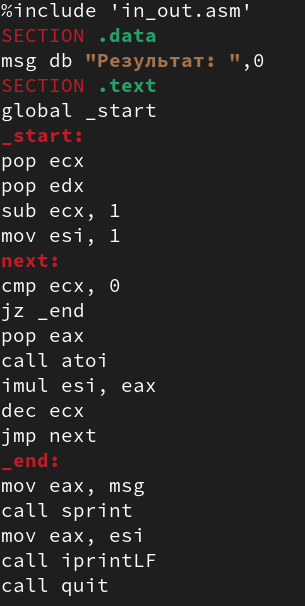 %include 'in_out.asm'
SECTION .data
msg db "Результат: ",0
SECTION .text
global _start
_start:
pop ecx
pop edx
sub ecx, 1
mov esi, 1
next:
cmp ecx, 0
jz _end
pop eax
call atoi
imul esi, eax
dec ecx
jmp next
_end:
mov eax, msg
call sprint
mov eax, esi
call iprintLF
call quit